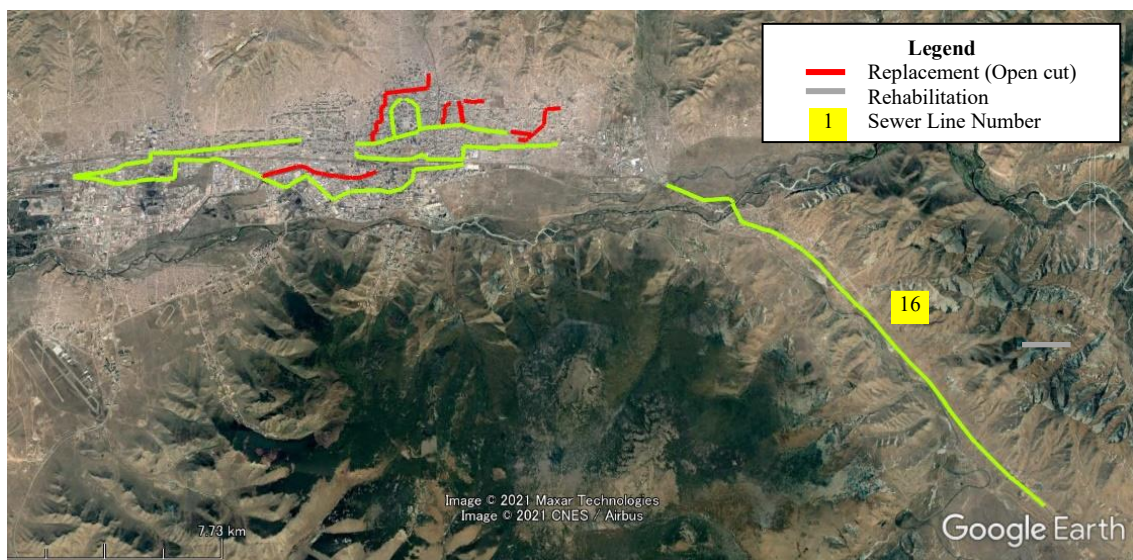 Legend
Replacement (Open cut)
Rehabilitation
1 Sewer Line Number
16
Image © 2021 Maxar Technologies
Image © 2021 CNES / Airbus
7.73 km
Google Earth